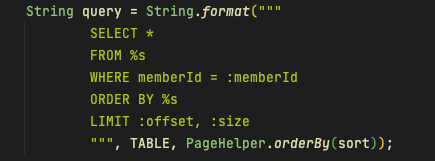 String query = String.format("""
SELECT *
FROM %s
WHERE memberId = :memberId
ORDER BY %s
LIMIT :offset, :size
""", TABLE, PageHelper.orderBy(sort));